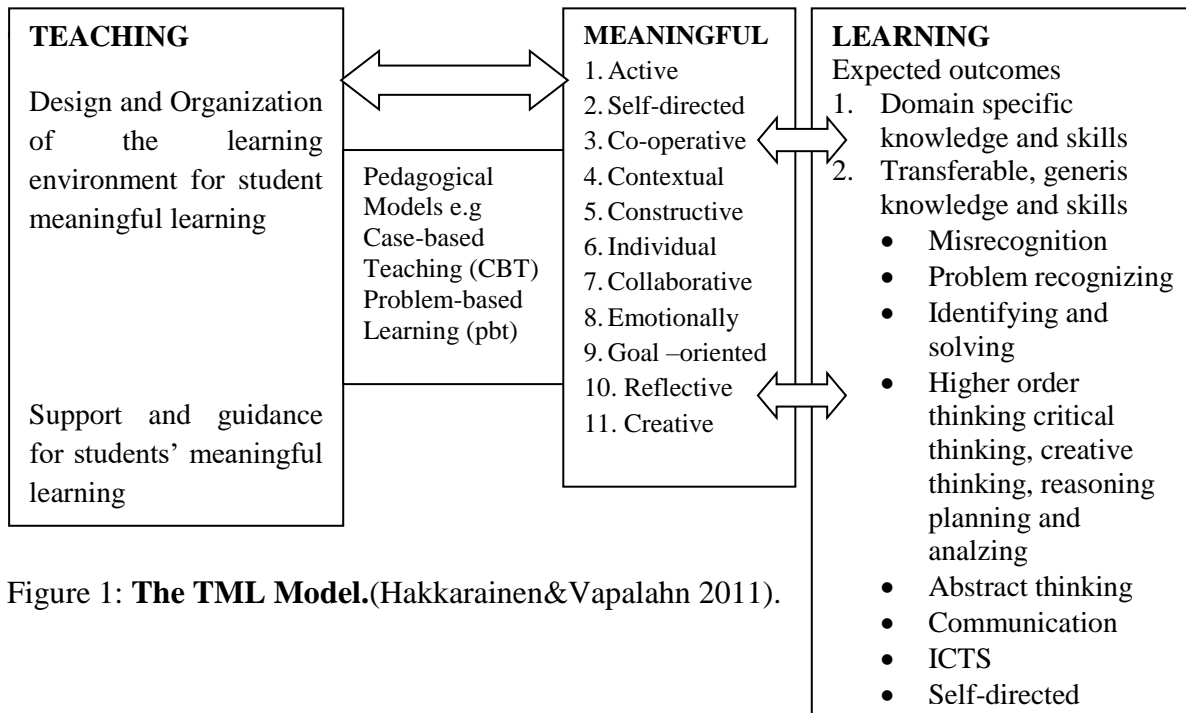 TEACHING
Design and Organization
of the learning
environment for student
meaningful learning
Support and guidance
for students’ meaningful
learning
Pedagogical
Models e.g
Case-based
Teaching (CBT)
Problem-based
Learning (pbt)
MEANINGFUL
1. Active
2. Self-directed
3. Co-operative
4. Contextual
5. Constructive
6. Individual
7. Collaborative
8. Emotionally
9. Goal –oriented
10. Reflective
11. Creative
LEARNING
Expected outcomes
1. Domain specific
knowledge and skills
2. Transferable, generis
knowledge and skills
• Misrecognition
• Problem recognizing
• Identifying and
solving
• Higher order
thinking critical
thinking, creative
thinking, reasoning
planning and
analzing
• Abstract thinking
• Communication
• ICTS
• Self-directed
Figure 1: The TML Model.(Hakkarainen&Vapalahn 2011).